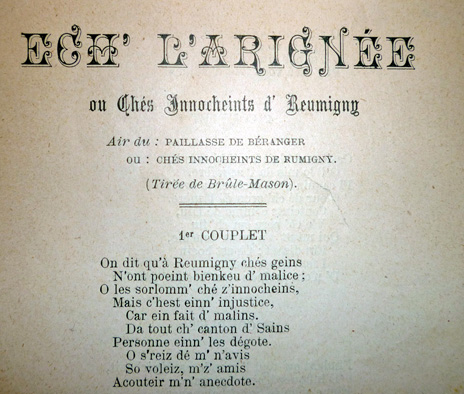 ECH' L'ARIGNÉE
ou Chés Innocheints d' Reumigny
Air du : PAILLASSE DE BÉRANGER
OU : CHÉS INNOCHEINTS DE RUMIGNY.
(Tirée de Brûle-Mason).
1er COUPLET
On dit qu'à Reumigny chés geins
N'ont poeint bienkeu d' malice ;
O les sorlomm' ché z'innocheins,
Mais c'hest einn' injustice,
Car ein fait d' malins.
Da tout ch' canton d' Sains
Personne einn' les dégote.
O s'reiz dé m' n'avis
So voleiz, m'z' amis
Acouteir m'n' anecdote.